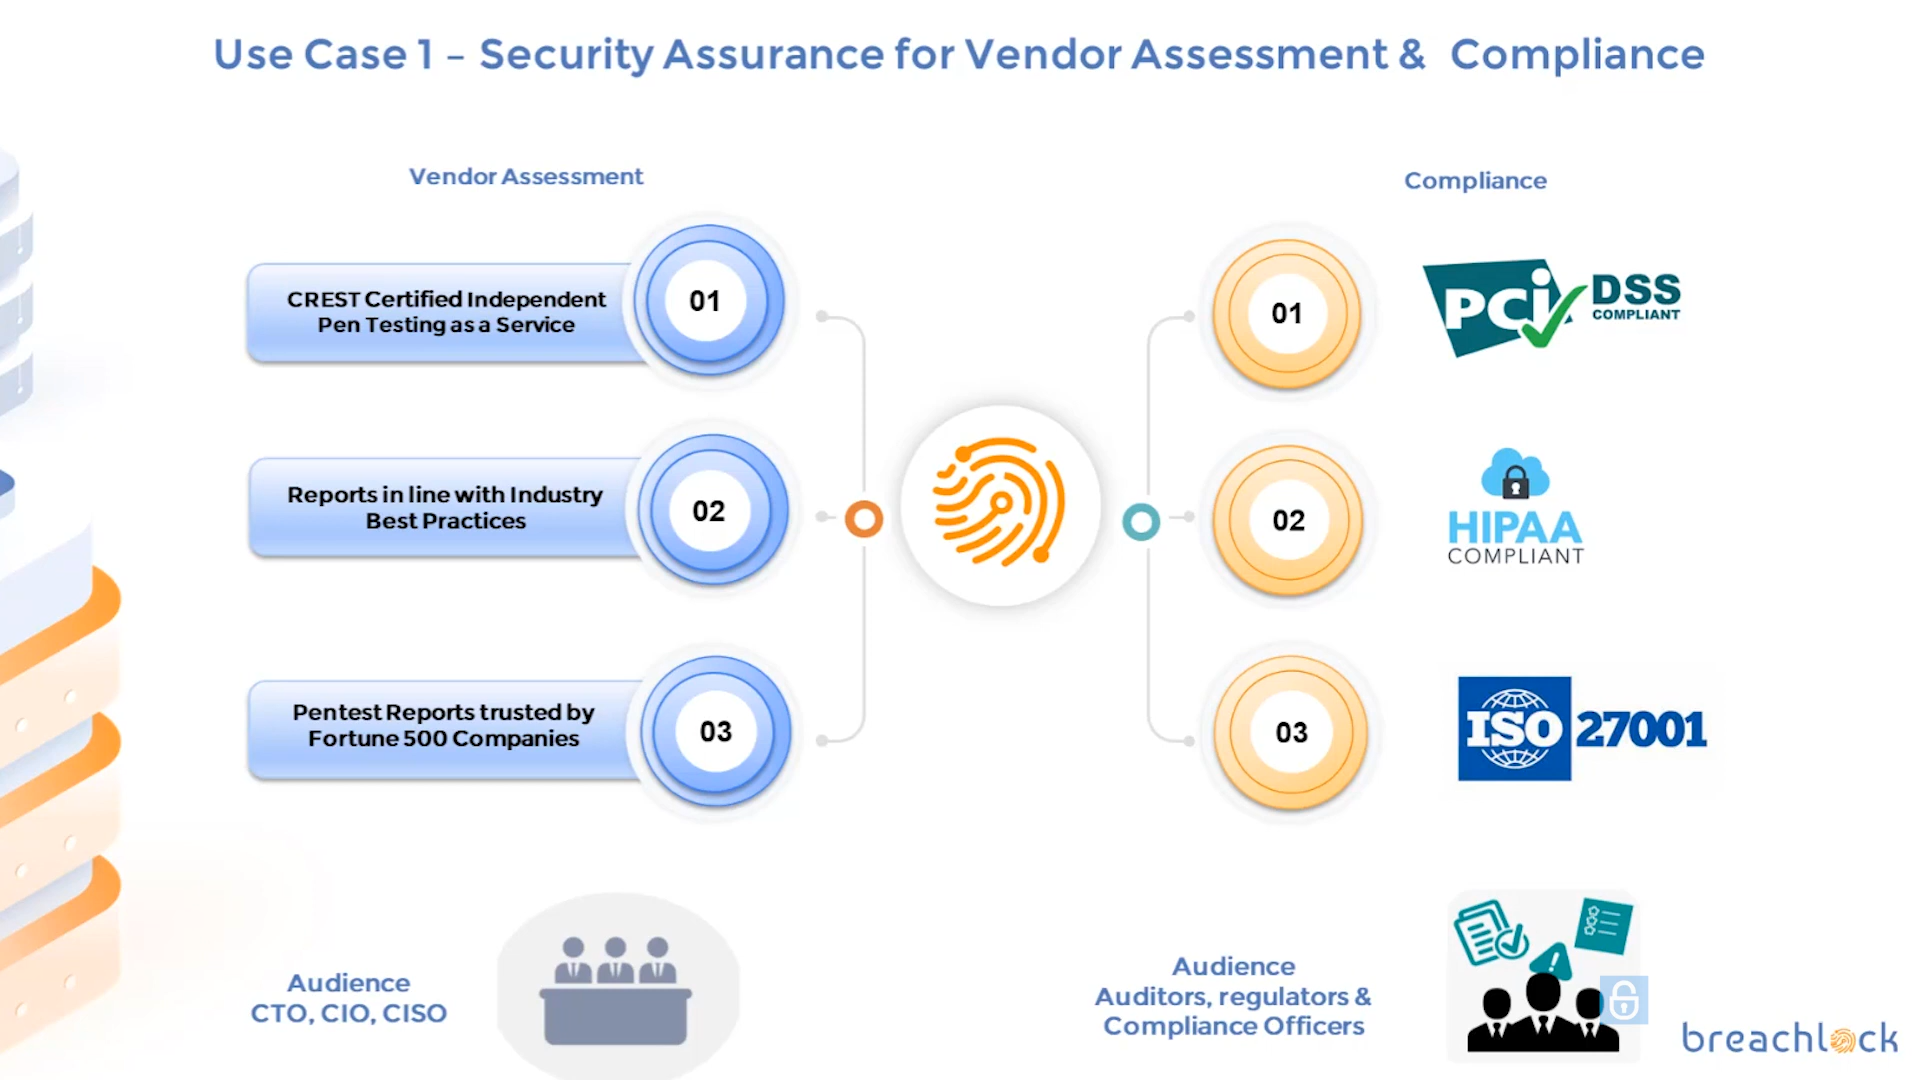 Use Case 1 – Security Assurance for Vendor Assessment & Compliance
Vendor Assessment
CREST Certified Independent
Pen Testing as a Service
01
Reports in line with Industry
Best Practices
02
Pentest Reports trusted by
Fortune 500 Companies
03
Audience
CTO, CIO, CISO
Compliance
01
PCi DSS
COMPLIANT
02
HIPAA
COMPLIANT
03
ISO 27001
Audience
Auditors, regulators &
Compliance Officers
breachlock